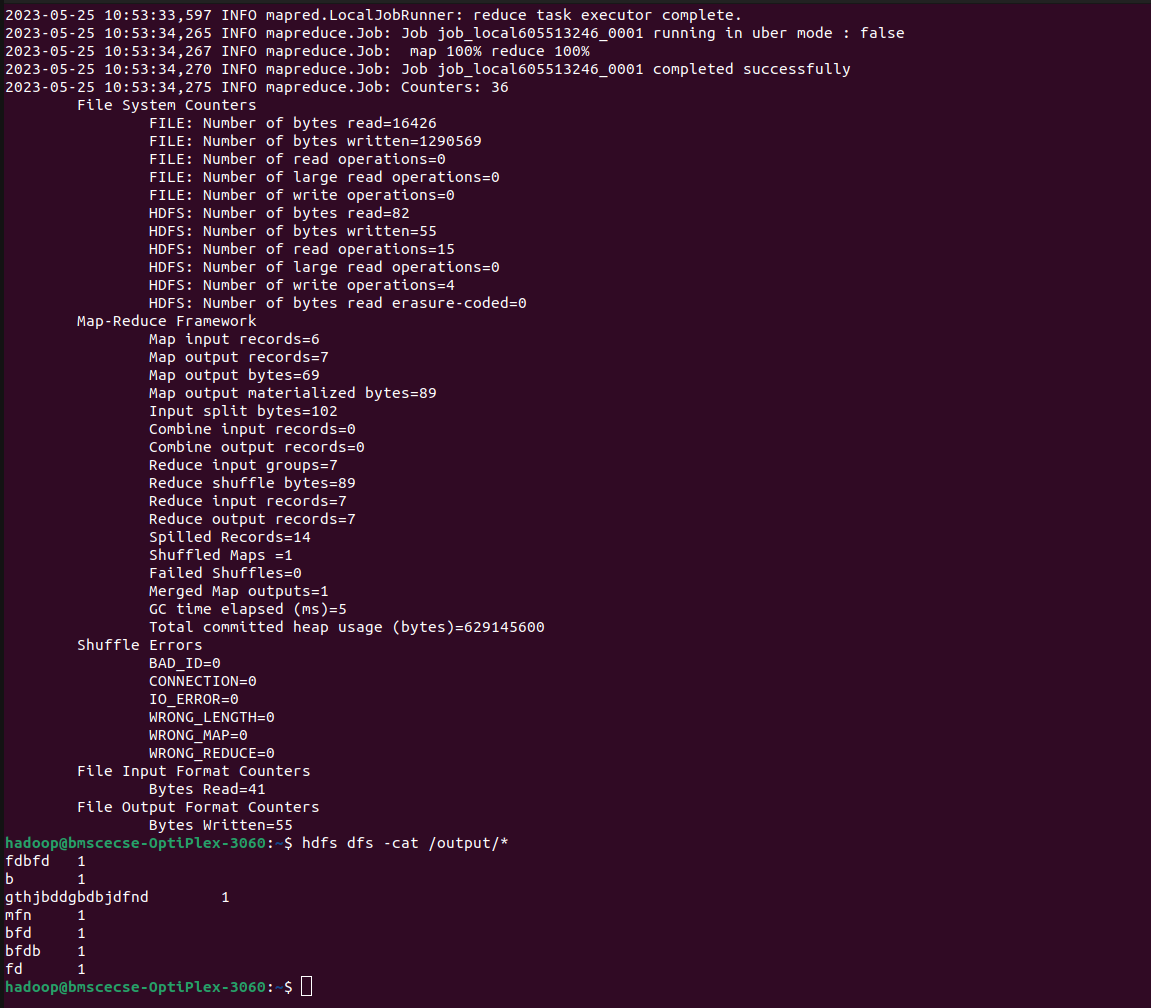 2023-05-25 10:53:33,597 INFO mapred.LocalJobRunner: reduce task executor complete.
2023-05-25 10:53:34,265 INFO mapreduce.Job: Job job_local605513246_0001 running in uber mode : false
2023-05-25 10:53:34,267 INFO mapreduce.Job:  map 100% reduce 100%
2023-05-25 10:53:34,270 INFO mapreduce.Job: Job job_local605513246_0001 completed successfully
2023-05-25 10:53:34,275 INFO mapreduce.Job: Counters: 36
File System Counters
FILE: Number of bytes read=16426
FILE: Number of bytes written=1290569
FILE: Number of read operations=0
FILE: Number of large read operations=0
FILE: Number of write operations=0
HDFS: Number of bytes read=82
HDFS: Number of bytes written=55
HDFS: Number of read operations=15
HDFS: Number of large read operations=0
HDFS: Number of write operations=4
HDFS: Number of bytes read erasure-coded=0
Map-Reduce Framework
Map input records=6
Map output records=7
Map output bytes=69
Map output materialized bytes=89
Input split bytes=102
Combine input records=0
Combine output records=0
Reduce input groups=7
Reduce shuffle bytes=89
Reduce input records=7
Reduce output records=7
Spilled Records=14
Shuffled Maps =1
Failed Shuffles=0
Merged Map outputs=1
GC time elapsed (ms)=5
Total committed heap usage (bytes)=629145600
Shuffle Errors
BAD_ID=0
CONNECTION=0
IO_ERROR=0
WRONG_LENGTH=0
WRONG_MAP=0
WRONG_REDUCE=0
File Input Format Counters
Bytes Read=41
File Output Format Counters
Bytes Written=55
hadoop@bmscecse-OptiPlex-3060:~$ hdfs dfs -cat /output/*
fdbfd	1
b	1
gthjbddgbdbjdfnd	1
mfn	1
bfd	1
bfdb	1
fd	1
hadoop@bmscecse-OptiPlex-3060:~$